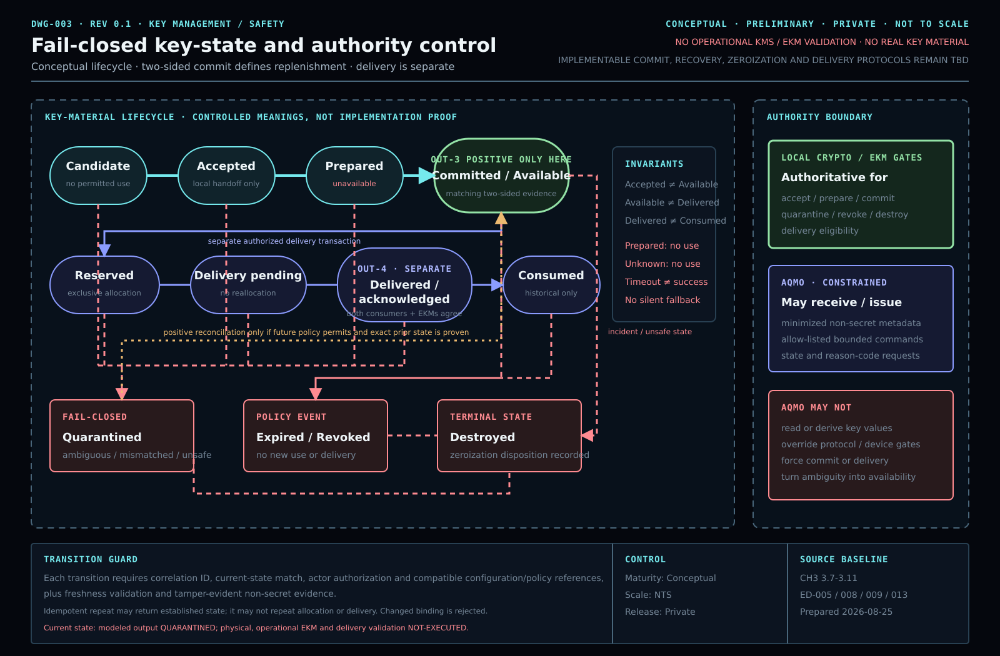 DWG-003 · REV 0.1 · KEY MANAGEMENT / SAFETY
Fail-closed key-state and authority control
Conceptual lifecycle · two-sided commit defines replenishment · delivery is separate
CONCEPTUAL · PRELIMINARY · PRIVATE · NOT TO SCALE
NO OPERATIONAL KMS / EKM VALIDATION · NO REAL KEY MATERIAL
IMPLEMENTABLE COMMIT, RECOVERY, ZEROIZATION AND DELIVERY PROTOCOLS REMAIN TBD
KEY-MATERIAL LIFECYCLE · CONTROLLED MEANINGS, NOT IMPLEMENTATION PROOF
Candidate
no permitted use
Accepted
local handoff only
Prepared
unavailable
OUT-3 POSITIVE ONLY HERE
Committed / Available
matching two-sided evidence
separate authorized delivery transaction
Reserved
exclusive allocation
Delivery pending
no reallocation
OUT-4 · SEPARATE
Delivered /
acknowledged
both consumers + EKMs agree
Consumed
historical only
positive reconciliation only if future policy permits and exact prior state is proven
INVARIANTS
Accepted ≠ Available
Available ≠ Delivered
Delivered ≠ Consumed
Prepared: no use
Unknown: no use
Timeout ≠ success
No silent fallback
incident / unsafe state
FAIL-CLOSED
Quarantined
ambiguous / mismatched / unsafe
POLICY EVENT
Expired / Revoked
no new use or delivery
TERMINAL STATE
Destroyed
zeroization disposition recorded
AUTHORITY BOUNDARY
LOCAL CRYPTO / EKM GATES
Authoritative for
accept / prepare / commit
quarantine / revoke / destroy
delivery eligibility
AQMO · CONSTRAINED
May receive / issue
minimized non-secret metadata
allow-listed bounded commands
state and reason-code requests
AQMO MAY NOT
read or derive key values
override protocol / device gates
force commit or delivery
turn ambiguity into availability
TRANSITION GUARD
Each transition requires correlation ID, current-state match, actor authorization and compatible configuration/policy references,
plus freshness validation and tamper-evident non-secret evidence.
Idempotent repeat may return established state; it may not repeat allocation or delivery. Changed binding is rejected.
Current state: modeled output QUARANTINED; physical, operational EKM and delivery validation NOT-EXECUTED.
CONTROL
Maturity: Conceptual
Scale: NTS
Release: Private
SOURCE BASELINE
CH3 3.7-3.11
ED-005 / 008 / 009 / 013
Prepared 2026-08-25